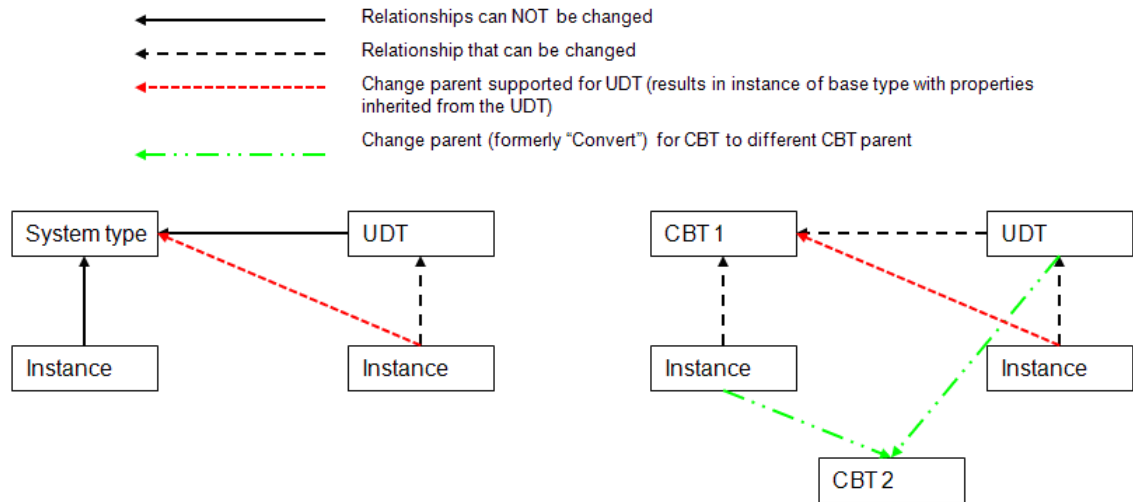 Relationships can NOT be changed
Relationship that can be changed
Change parent supported for UDT (results in instance of base type with properties
inherited from the UDT)
Change parent (formerly “Convert”) for CBT to different CBT parent
System type
UDT
CBT 1
UDT
Instance
Instance
Instance
Instance
CBT 2